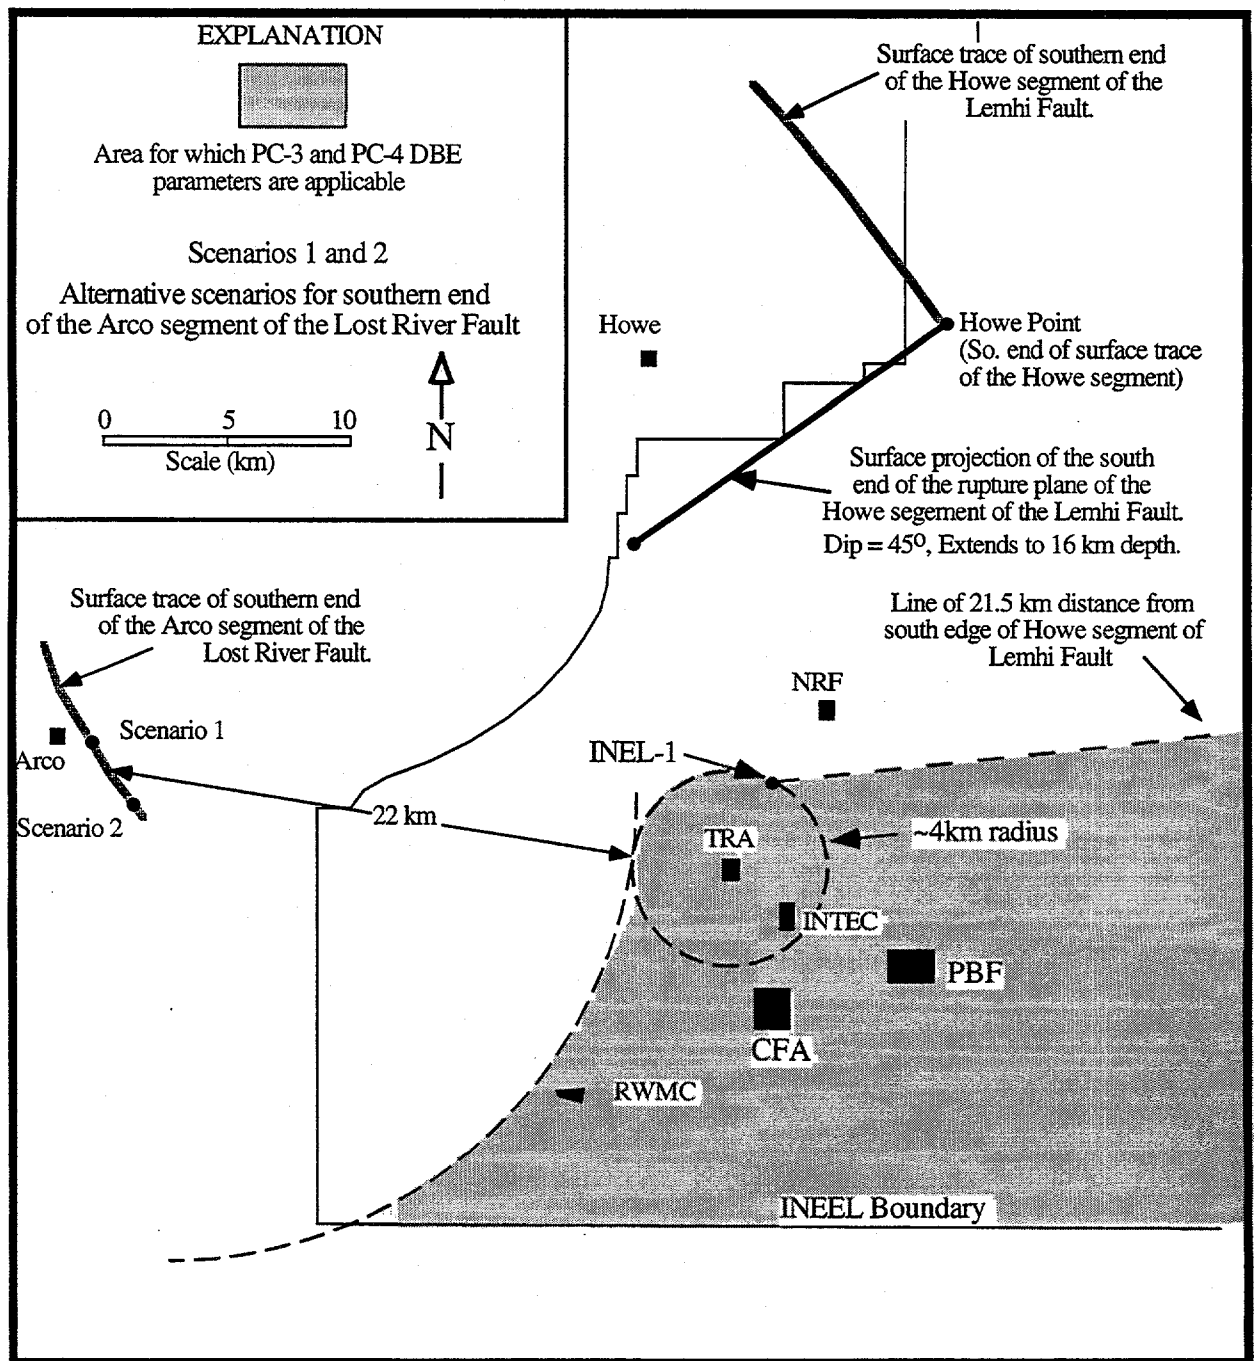 EXPLANATION
Area for which PC-3 and PC-4 DBE
parameters are applicable
Scenarios 1 and 2
Alternative scenarios for southern end
of the Arco segment of the Lost River Fault
0 5 10
Scale (km)
N
Surface trace of southern end
of the Howe segment of the
Lemhi Fault.
Howe
Howe Point
(So. end of surface trace
of the Howe segment)
Surface projection of the south
end of the rupture plane of the
Howe segement of the Lemhi Fault.
Dip = 45º, Extends to 16 km depth.
Surface trace of southern end
of the Arco segment of the
Lost River Fault.
Line of 21.5 km distance from
south edge of Howe segment of
Lemhi Fault
NRF
Scenario 1
Arco
INEL-1
Scenario 2
22 km
TRA
~4km radius
INTEC
PBF
CFA
RWMC
INEEL Boundary